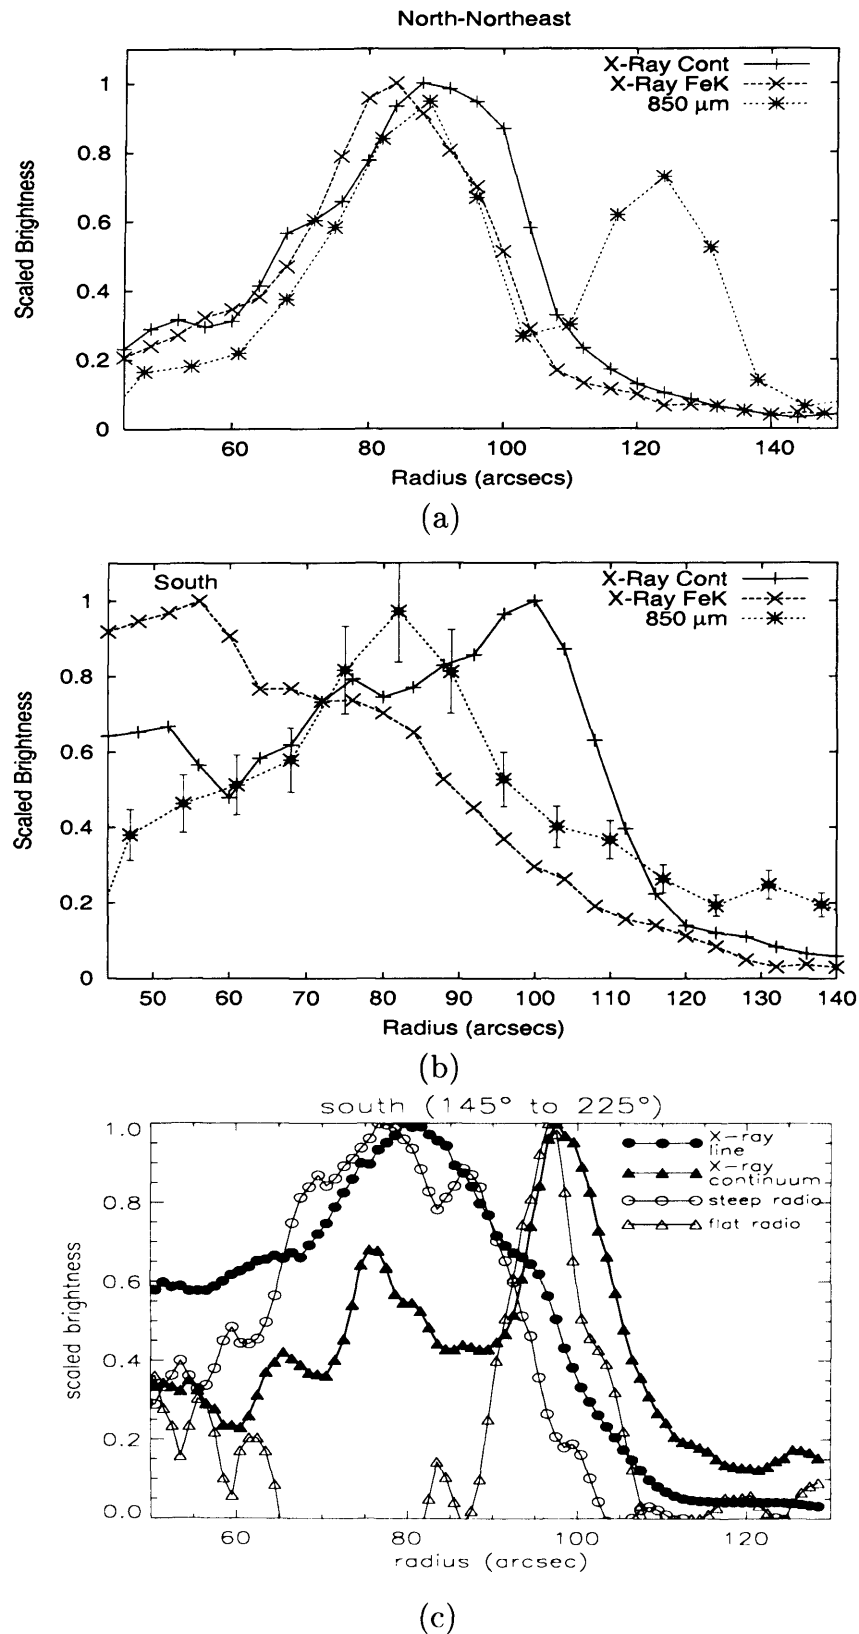 North-Northeast
X-Ray Cont
X-Ray FeK
850 μm
1
0.8
0.6
0.4
0.2
0
Scaled Brightness
60 80 100 120 140
Radius (arcsecs)
(a)
South
X-Ray Cont
X-Ray FeK
850 μm
1
0.8
0.6
0.4
0.2
0
Scaled Brightness
50 60 70 80 90 100 110 120 130 140
Radius (arcsecs)
(b)
south (145° to 225°)
X-ray
line
X-ray
continuum
steep radio
flat radio
1.0
0.8
0.6
0.4
0.2
0.0
scaled brightness
60 80 100 120
radius (arcsec)
(c)